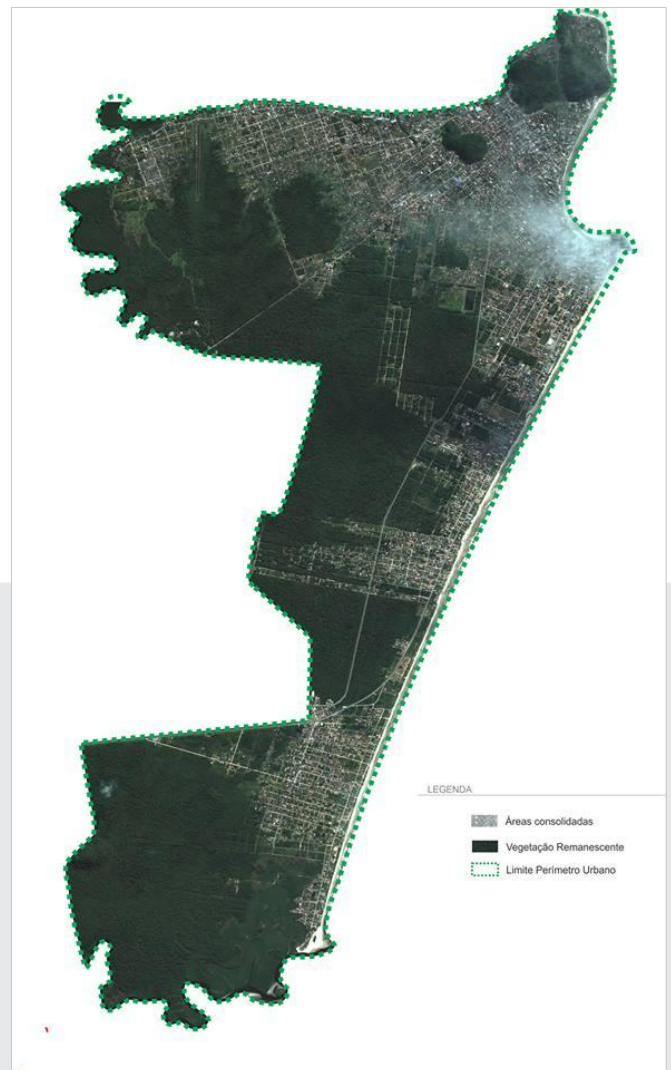 LEGENDA
Áreas consolidadas
Vegetação Remanescente
Limite Perímetro Urbano